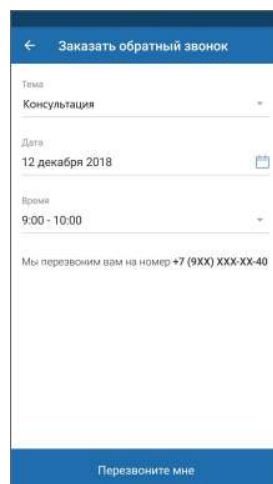 Заказать обратный звонок
Тема
Консультация
Дата
12 декабря 2018
Время
9:00 - 10:00
Мы перезвоним вам на номер +7 (9XX) XXX-XX-40
Перезвоните мне